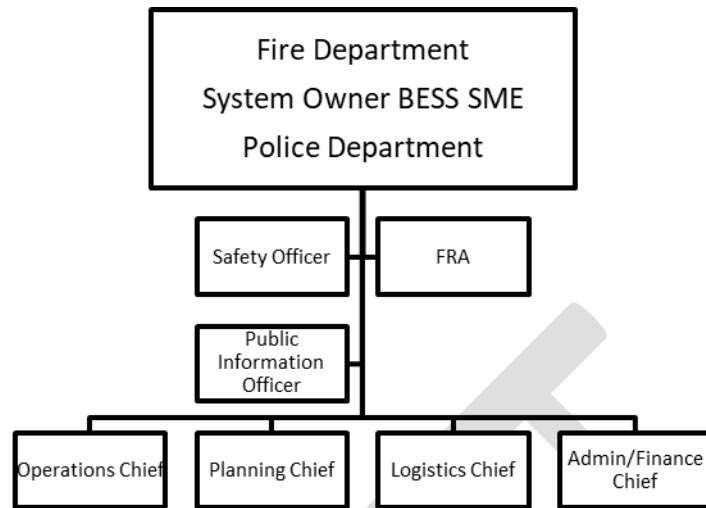 Fire Department
System Owner BESS SME
Police Department
Safety Officer
FRA
Public
Information
Officer
Operations Chief
Planning Chief
Logistics Chief
Admin/Finance
Chief